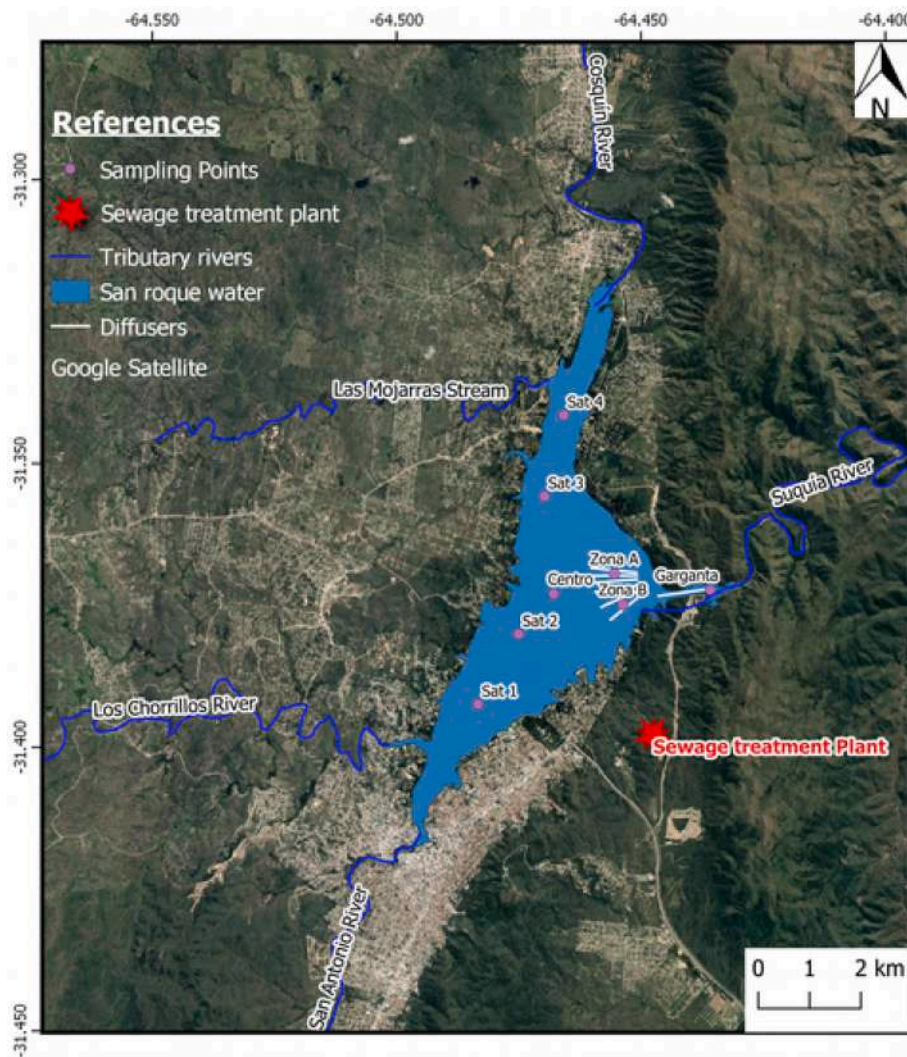 -64.550
-64.500
-64.450
-64.400
Cosquín River
N
References
Sampling Points
Sewage treatment plant
Tributary rivers
San roque water
Diffusers
Google Satellite
-31.300
-31.350
-31.400
-31.450
Las Mojarras Stream
Sat 4
Sat 3
Suquía River
Zona A
Centro
Garganta
Zona B
Sat 2
Sat 1
Los Chorrillos River
Sewage treatment Plant
San Antonio River
0 1 2 km